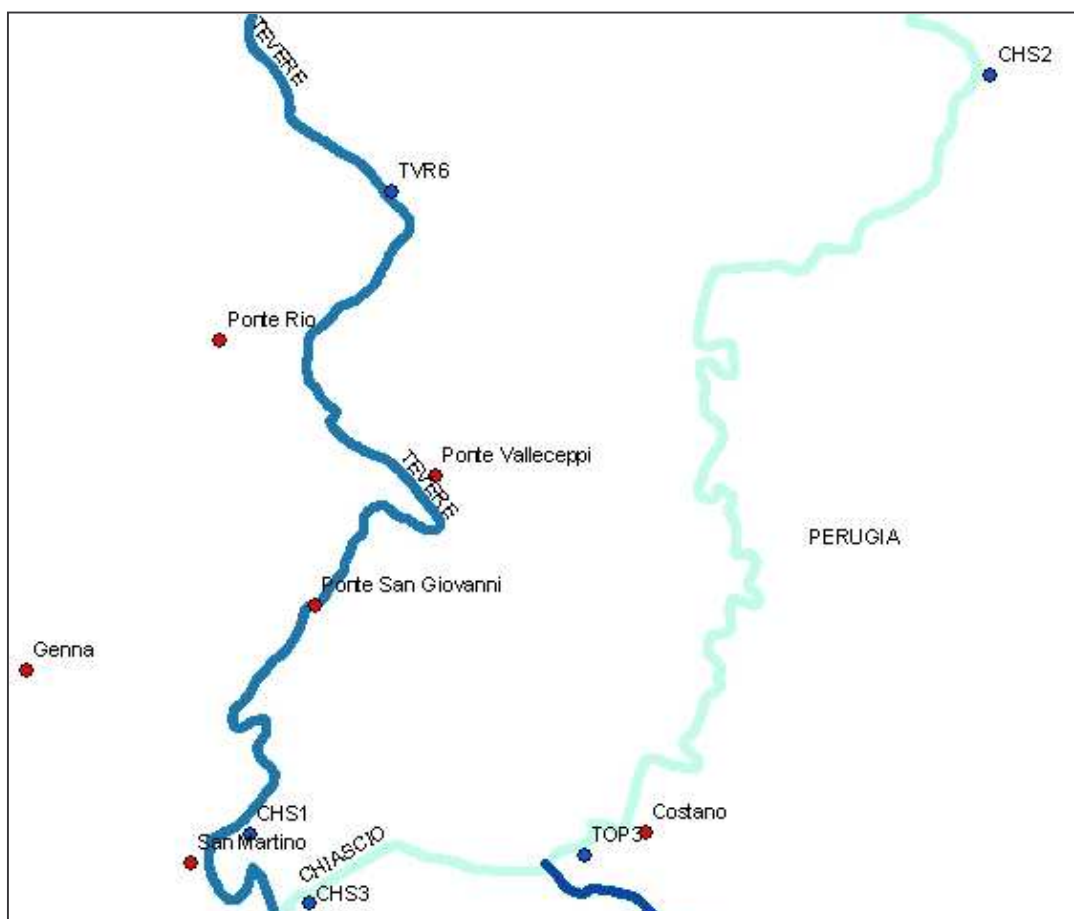 TEVERE
CHS2
TVR6
Ponte Rio
Ponte Valleceppi
TEVERE
PERUGIA
Ponte San Giovanni
Genna
CHS1
San Martino
CHIASCIO
TOP3
Costano
CHS3